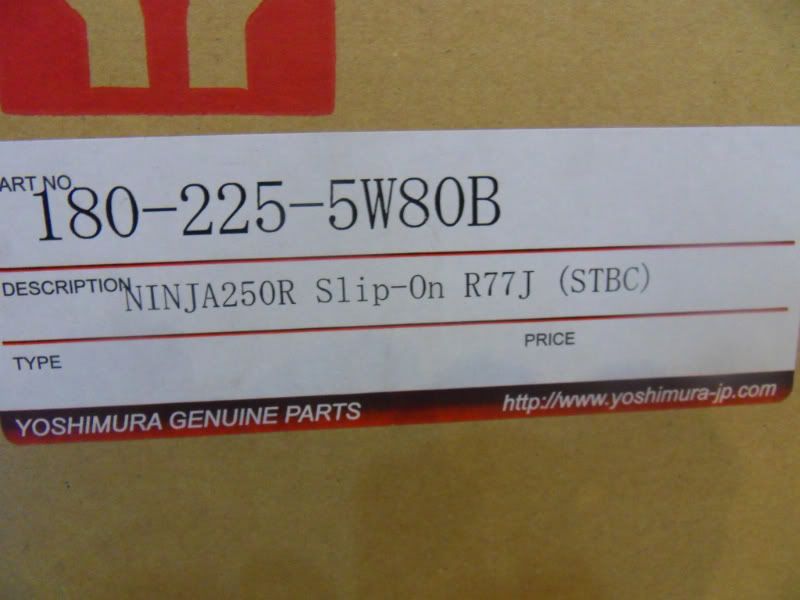 ART NO
180-225-5W80B
DESCRIPTION NINJA250R Slip-On R77J (STBC)
TYPE PRICE
YOSHIMURA GENUINE PARTS http://www.yoshimura-jp.com